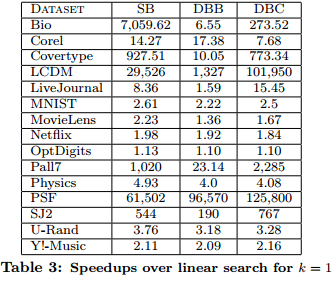 DATASET SB DBB DBC
Bio 7,059.62 6.55 273.52
Corel 14.27 17.38 7.68
Covertype 927.51 10.05 773.34
LCDM 29,526 1,327 101,950
LiveJournal 8.36 1.59 15.45
MNIST 2.61 2.22 2.5
MovieLens 2.23 1.36 1.67
Netflix 1.98 1.92 1.84
OptDigits 1.13 1.10 1.10
Pall7 1,020 23.14 2,285
Physics 4.93 4.0 4.08
PSF 61,502 96,570 125,800
SJ2 544 190 767
U-Rand 3.76 3.18 3.28
Y!-Music 2.11 2.09 2.16
Table 3: Speedups over linear search for k = 1